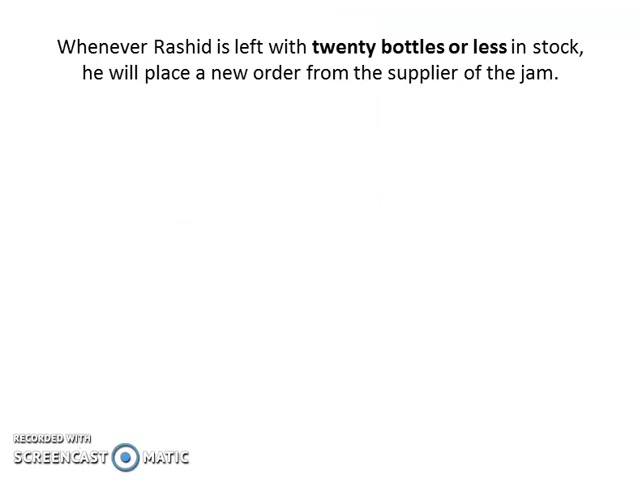 Whenever Rashid is left with twenty bottles or less in stock,
he will place a new order from the supplier of the jam.
RECORDED WITH
SCREENCAST MATIC